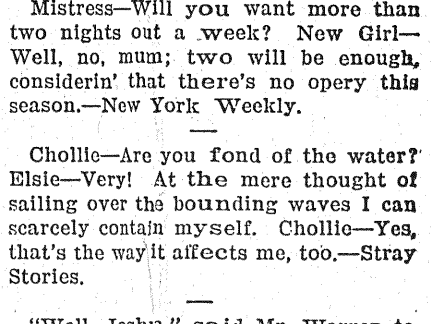 Mistress—Will you want more than
two nights out a week? New Girl—
Well, no, mum; two will be enough,
considerin' that there's no opery this
season.—New York Weekly.
Chollie—Are you fond of the water?
Elsie—Very! At the mere thought of
sailing over the bounding waves I can
scarcely contain myself. Chollie—Yes,
that's the way it affects me, too.—Stray
Stories.